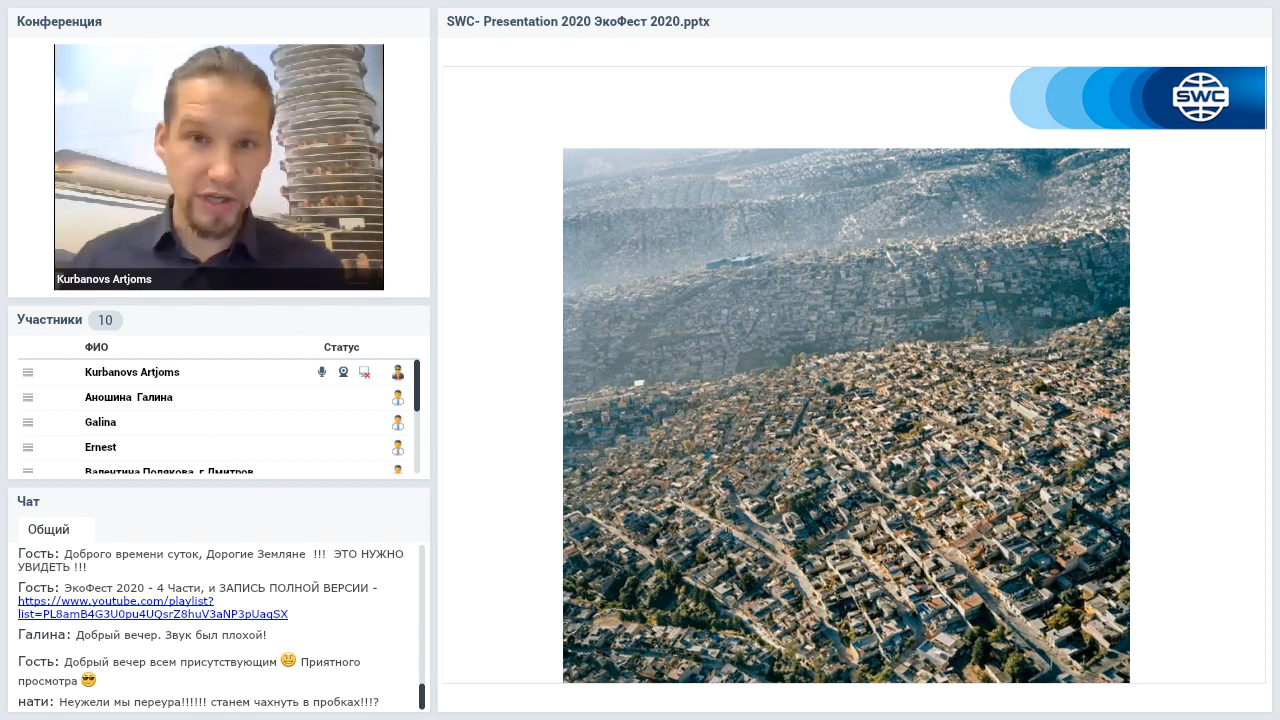 Конференция
Kurbanovs Artjoms
Участники 10
ФИО Статус
Kurbanovs Artjoms
Аношина Галина
Galina
Ernest
Валентина Полякова г.Дмитров
Чат
Общий
Гость: Доброго времени суток, Дорогие Земляне !!! ЭТО НУЖНО
УВИДЕТЬ !!!
Гость: ЭкоФест 2020 - 4 Части, и ЗАПИСЬ ПОЛНОЙ ВЕРСИИ -
https://www.youtube.com/playlist?
list=PL8amB4G3U0pu4UQsrZ8huV3aNP3pUaqSX
Галина: Добрый вечер. Звук был плохой!
Гость: Добрый вечер всем присутствующим Приятного
просмотра
нати: Неужели мы переура!!!!!! станем чахнуть в пробках!!!?
SWC- Presentation 2020 ЭкоФест 2020.pptx
SWC